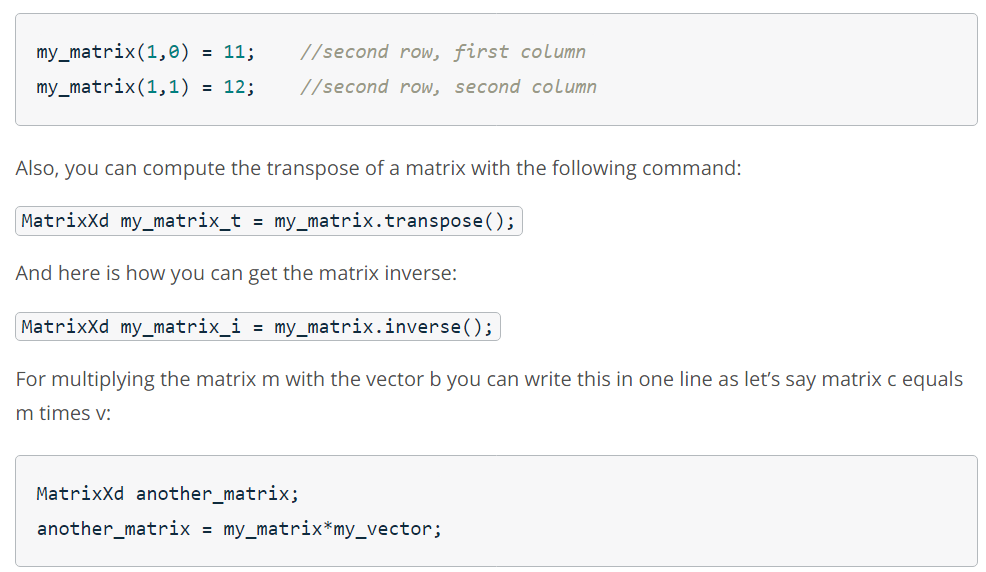 my_matrix(1,0) = 11;    //second row, first column
my_matrix(1,1) = 12;    //second row, second column
Also, you can compute the transpose of a matrix with the following command:
MatrixXd my_matrix_t = my_matrix.transpose();
And here is how you can get the matrix inverse:
MatrixXd my_matrix_i = my_matrix.inverse();
For multiplying the matrix m with the vector b you can write this in one line as let’s say matrix c equals
m times v:
MatrixXd another_matrix;
another_matrix = my_matrix*my_vector;